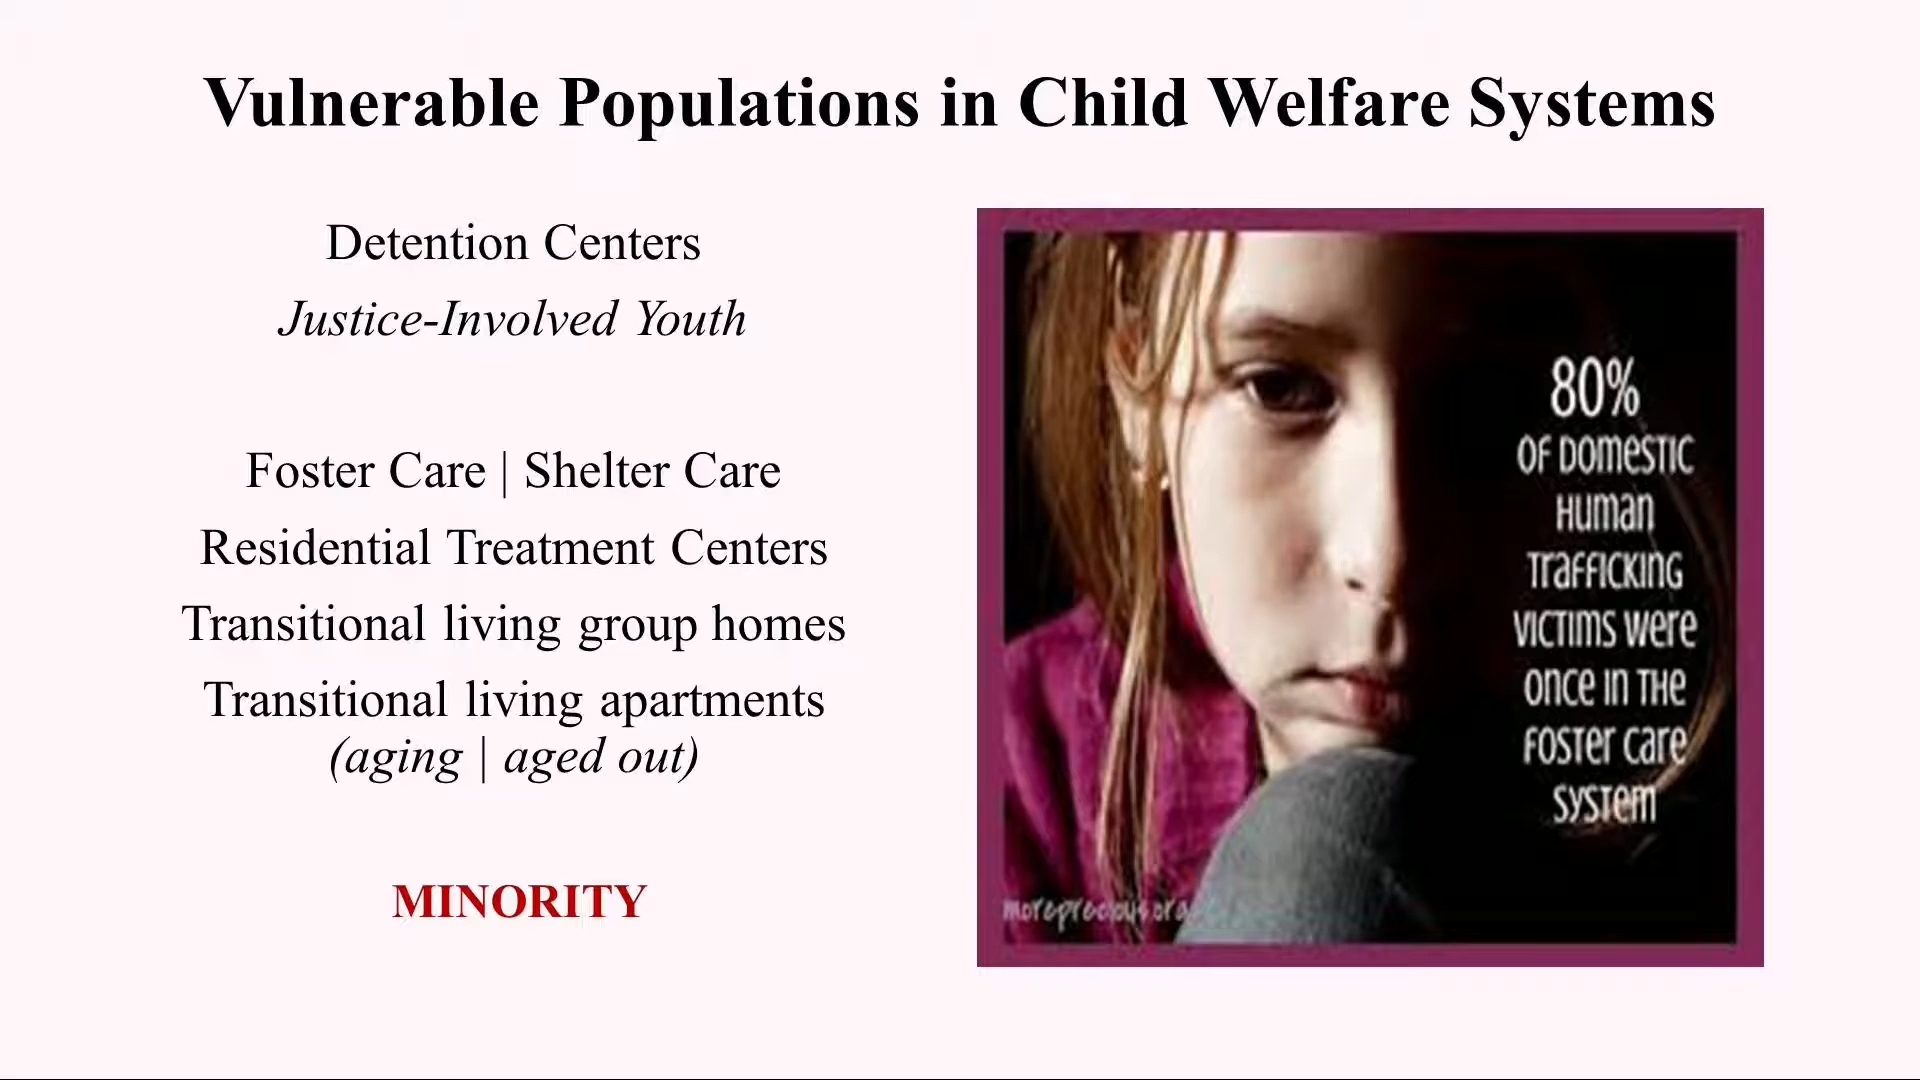 Vulnerable Populations in Child Welfare Systems
Detention Centers
Justice-Involved Youth
Foster Care | Shelter Care
Residential Treatment Centers
Transitional living group homes
Transitional living apartments
(aging | aged out)
MINORITY
80%
OF DOMESTIC
HUMAN
TRAFFICKING
VICTIMS WERE
ONCE IN THE
FOSTER CARE
SYSTEM
moreprecious.org